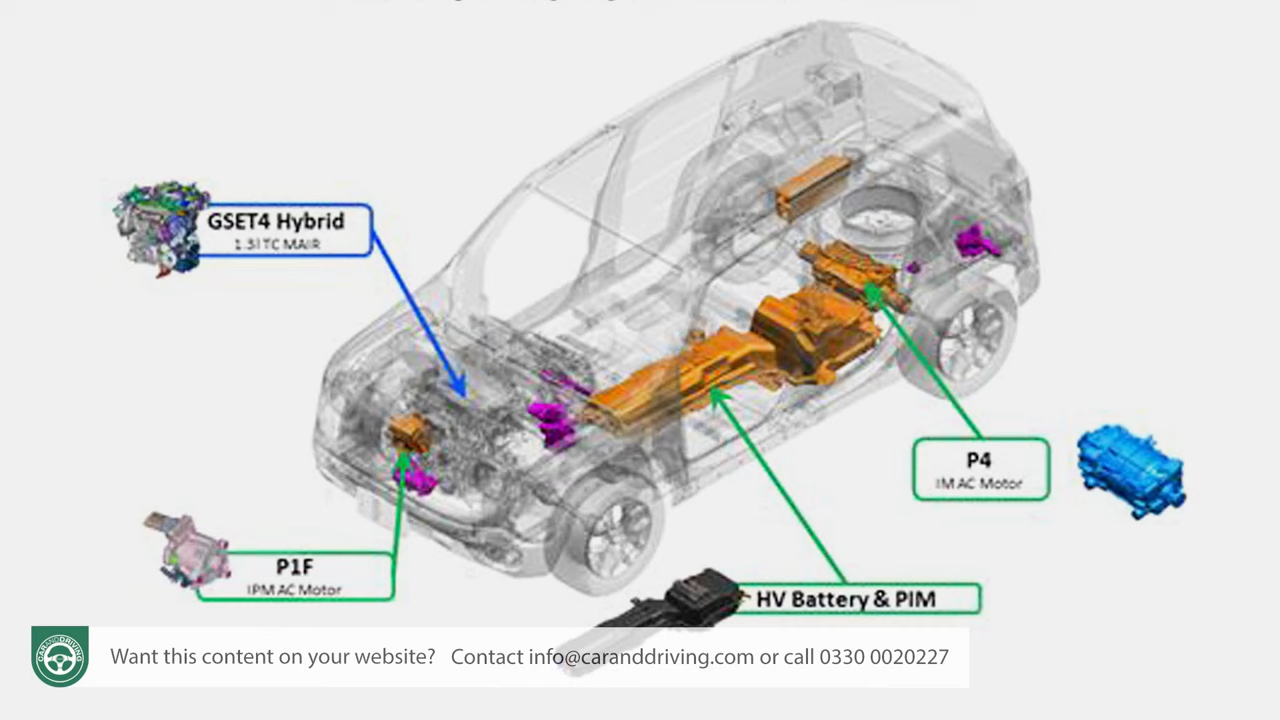 GSET4 Hybrid
1.3l TC MAIR
P4
IM AC Motor
P1F
IPM AC Motor
HV Battery & PIM
CARANDDRIVING
Want this content on your website? Contact info@caranddriving.com or call 0330 0020227